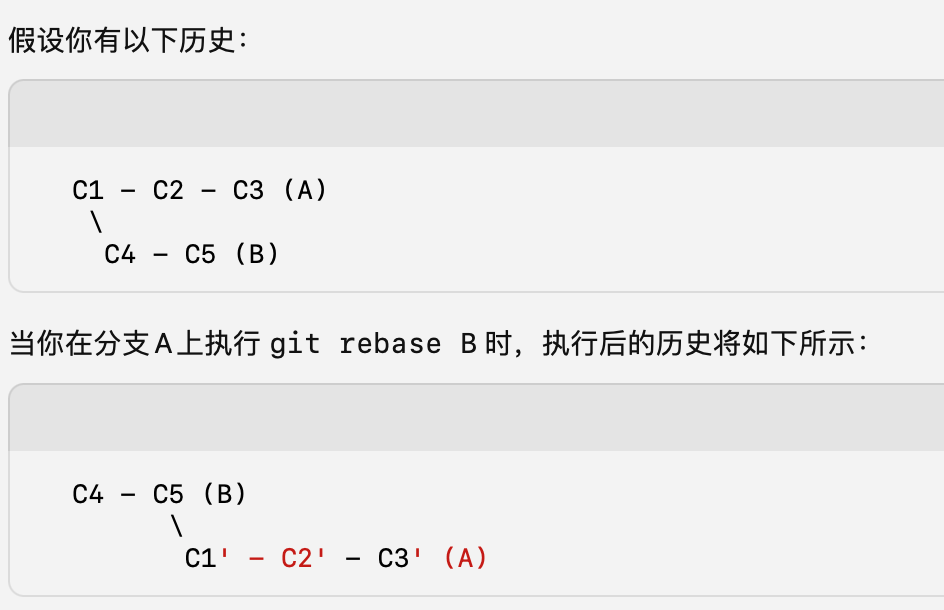 假设你有以下历史：
C1 - C2 - C3 (A)
\
C4 - C5 (B)
当你在分支A上执行 git rebase B 时，执行后的历史将如下所示：
C4 - C5 (B)
\
C1' - C2' - C3' (A)